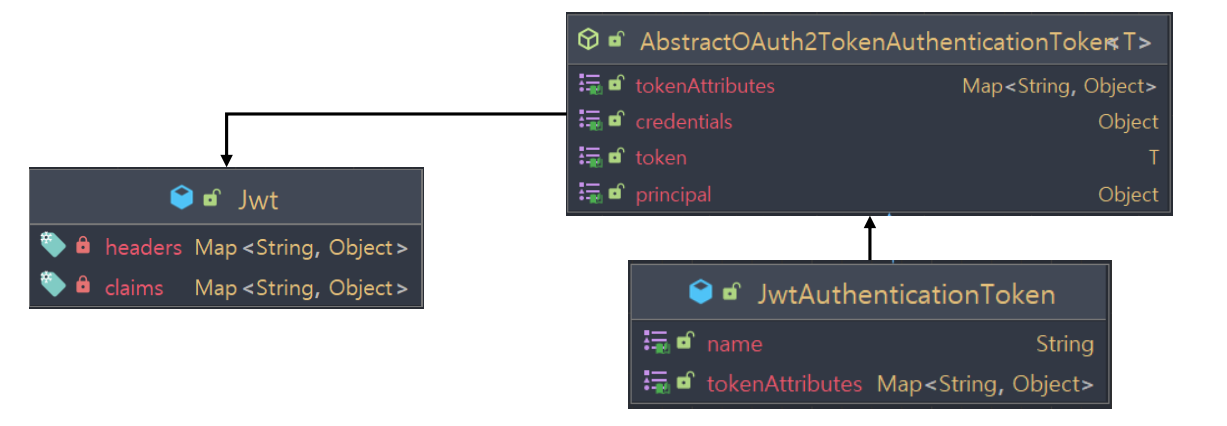 AbstractOAuth2TokenAuthenticationToken<T>
tokenAttributes Map<String, Object>
credentials Object
token T
principal Object
Jwt
headers Map<String, Object>
claims Map<String, Object>
JwtAuthenticationToken
name String
tokenAttributes Map<String, Object>